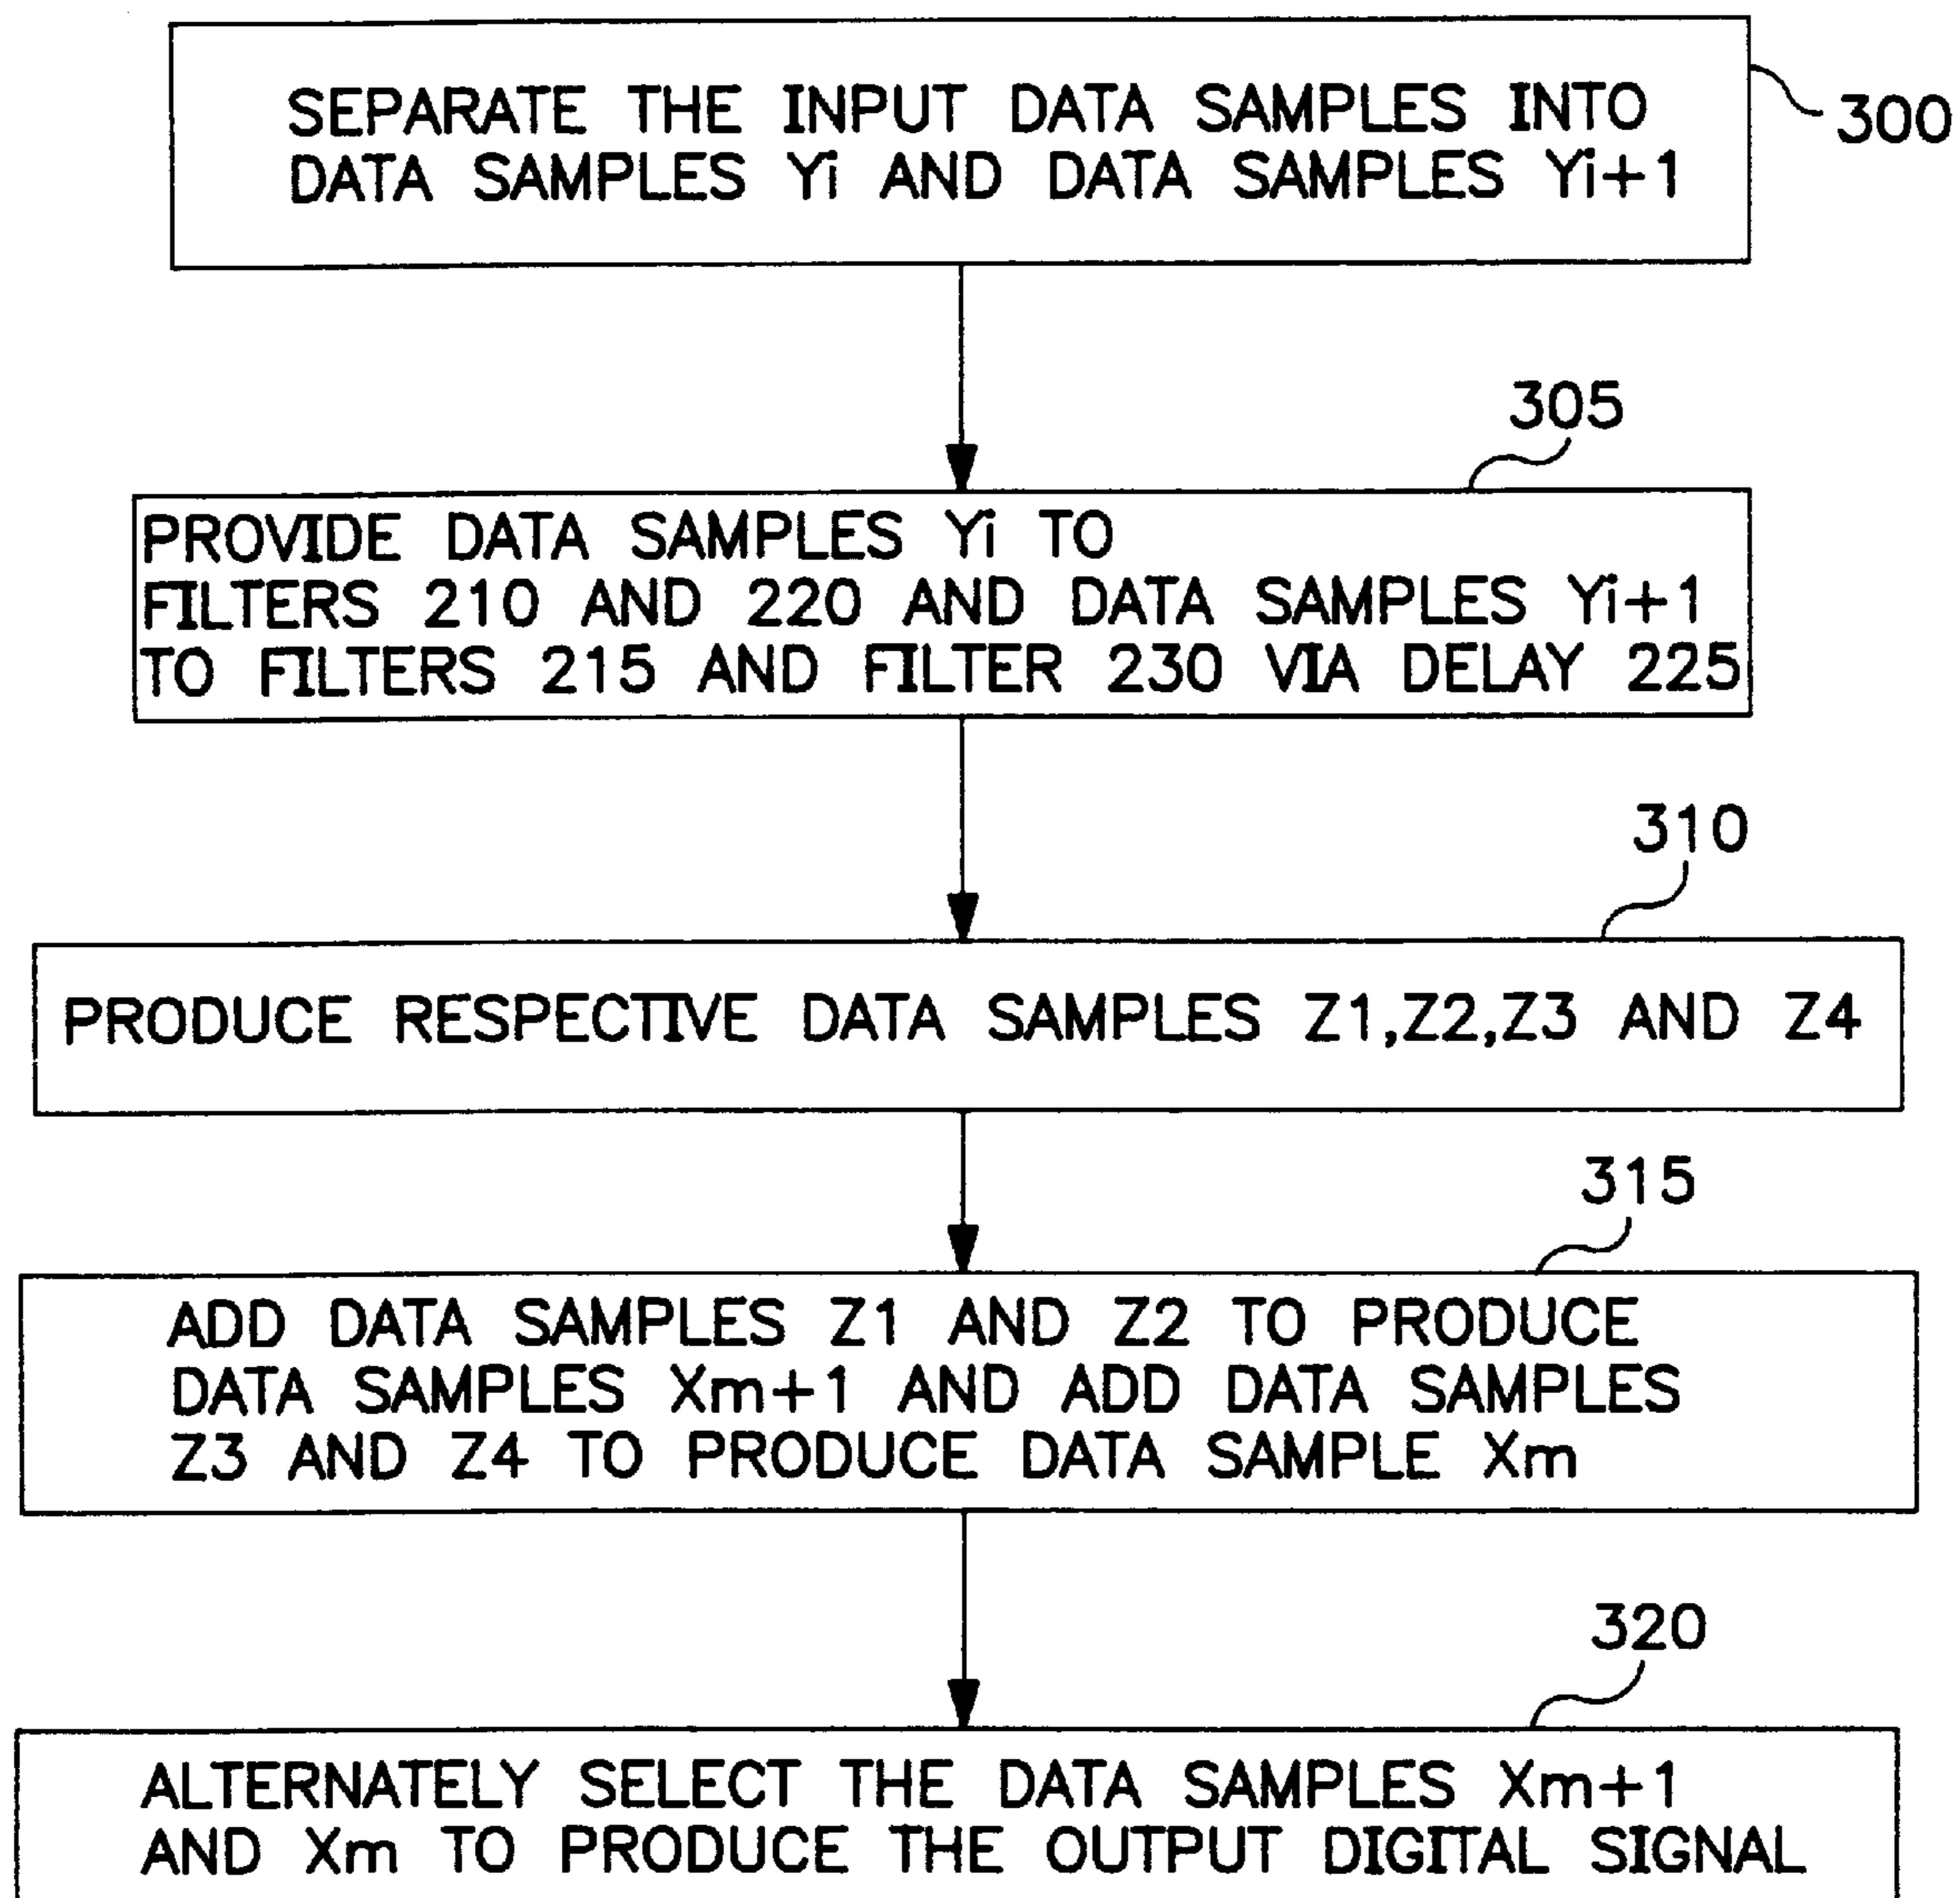 SEPARATE THE INPUT DATA SAMPLES INTO
DATA SAMPLES Yi AND DATA SAMPLES Yi+1
300
305
PROVIDE DATA SAMPLES Yi TO
FILTERS 210 AND 220 AND DATA SAMPLES Yi+1
TO FILTERS 215 AND FILTER 230 VIA DELAY 225
310
PRODUCE RESPECTIVE DATA SAMPLES Z1,Z2,Z3 AND Z4
315
ADD DATA SAMPLES Z1 AND Z2 TO PRODUCE
DATA SAMPLES Xm+1 AND ADD DATA SAMPLES
Z3 AND Z4 TO PRODUCE DATA SAMPLE Xm
320
ALTERNATELY SELECT THE DATA SAMPLES Xm+1
AND Xm TO PRODUCE THE OUTPUT DIGITAL SIGNAL